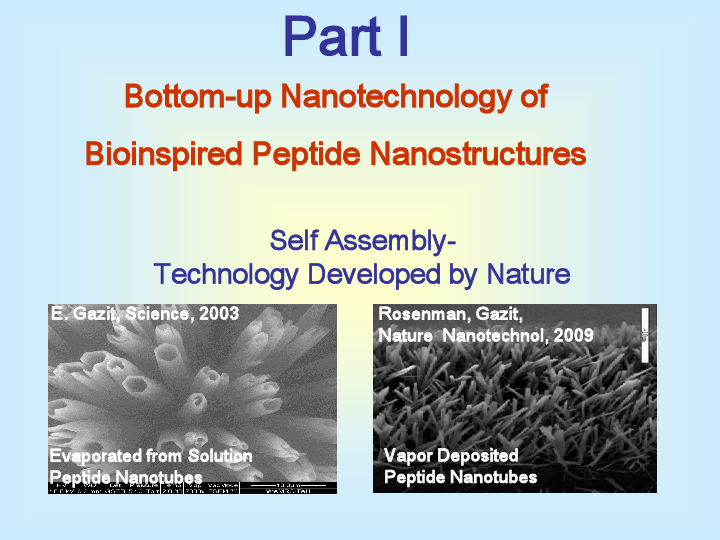 Part I
Bottom-up Nanotechnology of
Bioinspired Peptide Nanostructures
Self Assembly-
Technology Developed by Nature
E. Gazit, Science, 2003
Evaporated from Solution
Peptide Nanotubes
Rosenman, Gazit,
Nature Nanotechnol, 2009
Vapor Deposited
Peptide Nanotubes